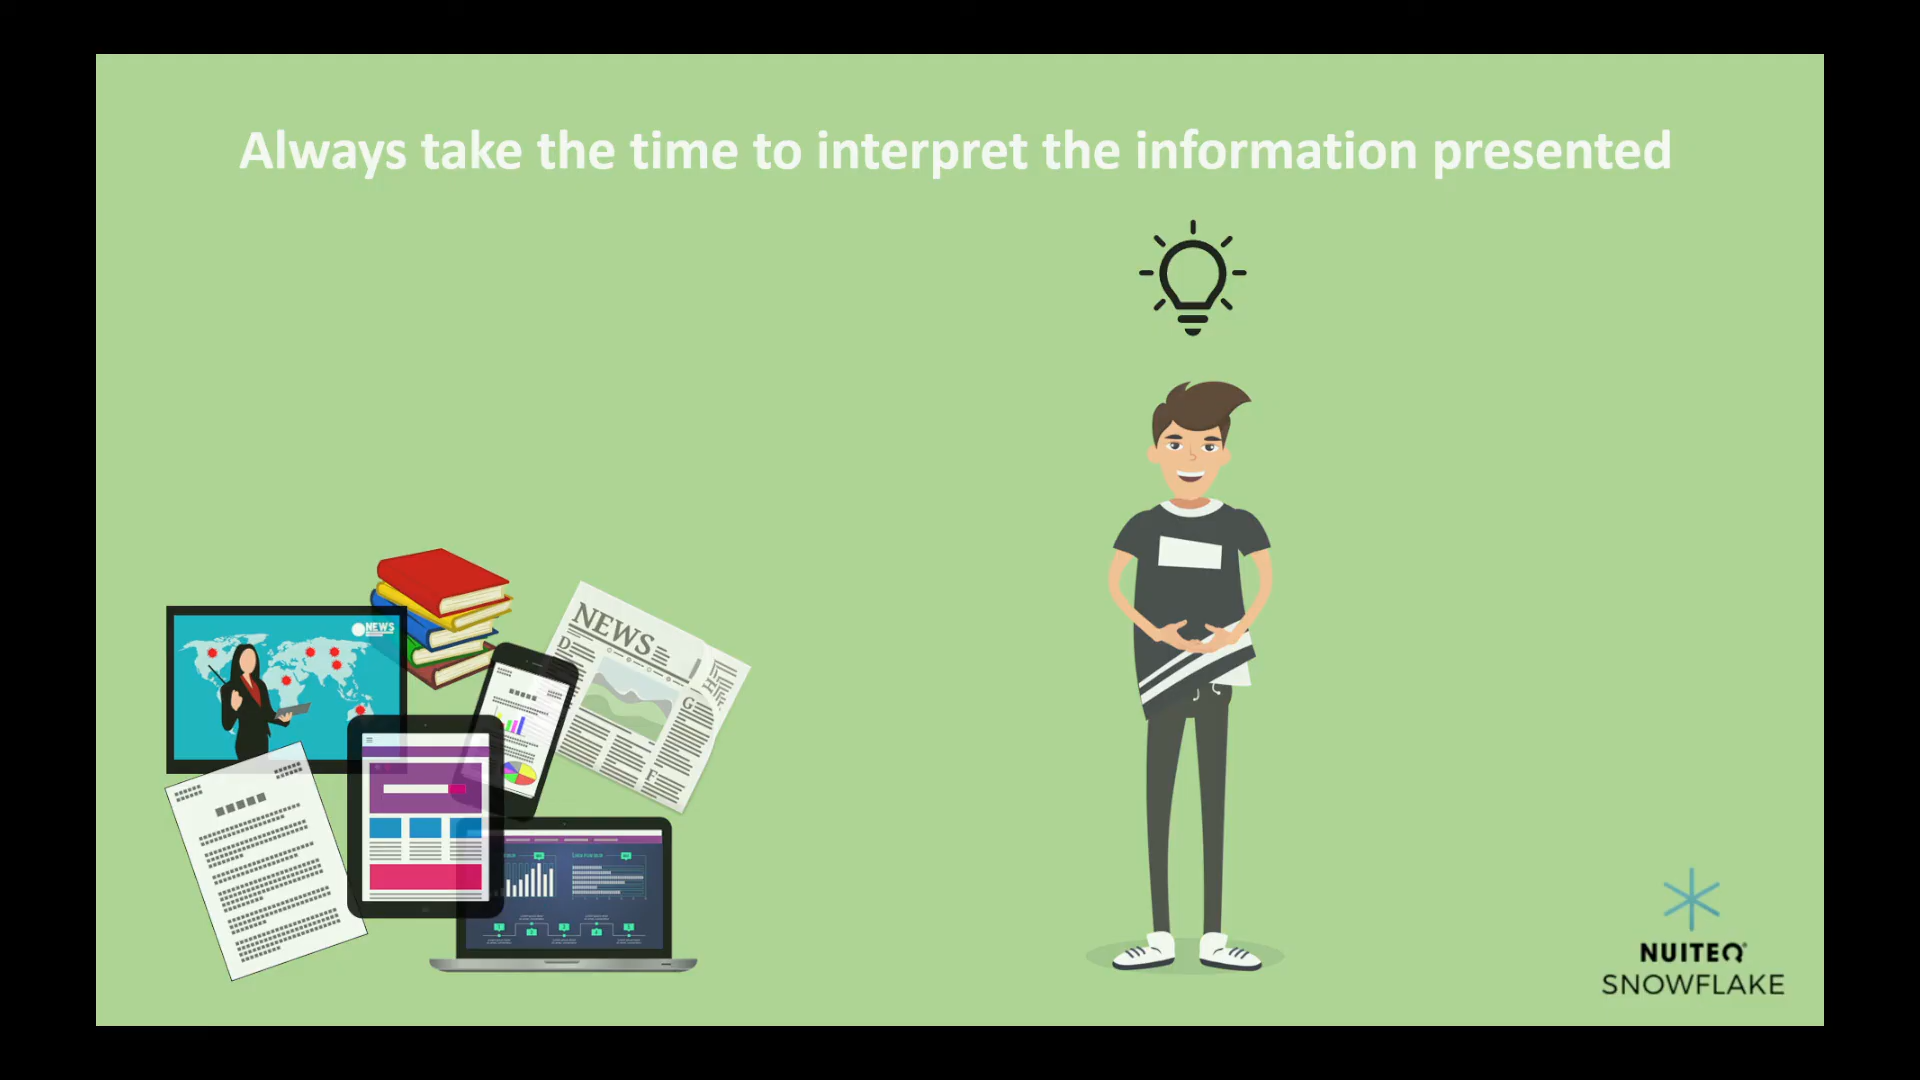 Always take the time to interpret the information presented
NEWS
NEWS
D
G
H
F
NUITEQ
SNOWFLAKE